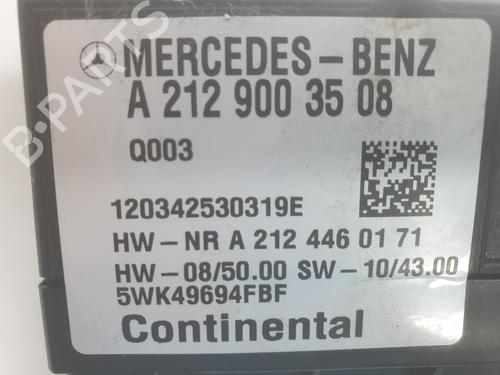 MERCEDES-BENZ
A 212 900 35 08
Q003
120342530319E
HW-NR A 212 446 01 71
HW-08/50.00 SW-10/43.00
5WK49694FBF
Continental
B-PARTS